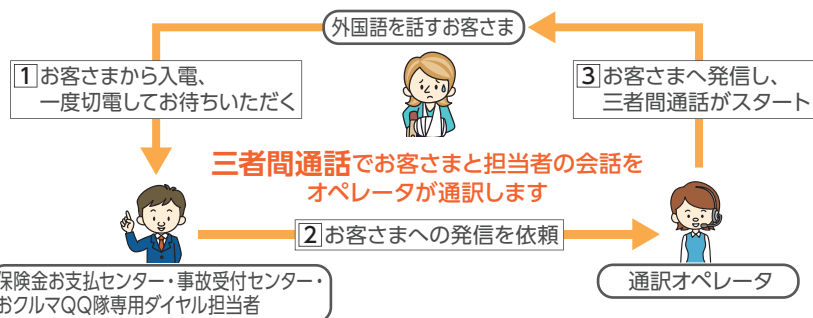 外国語を話すお客さま
1 お客さまから入電、
一度切電してお待ちいただく
3 お客さまへ発信し、
三者間通話がスタート
三者間通話でお客さまと担当者の会話を
オペレータが通訳します
2 お客さまへの発信を依頼
保険金お支払センター・事故受付センター・
おクルマQQ隊専用ダイヤル担当者
通訳オペレータ